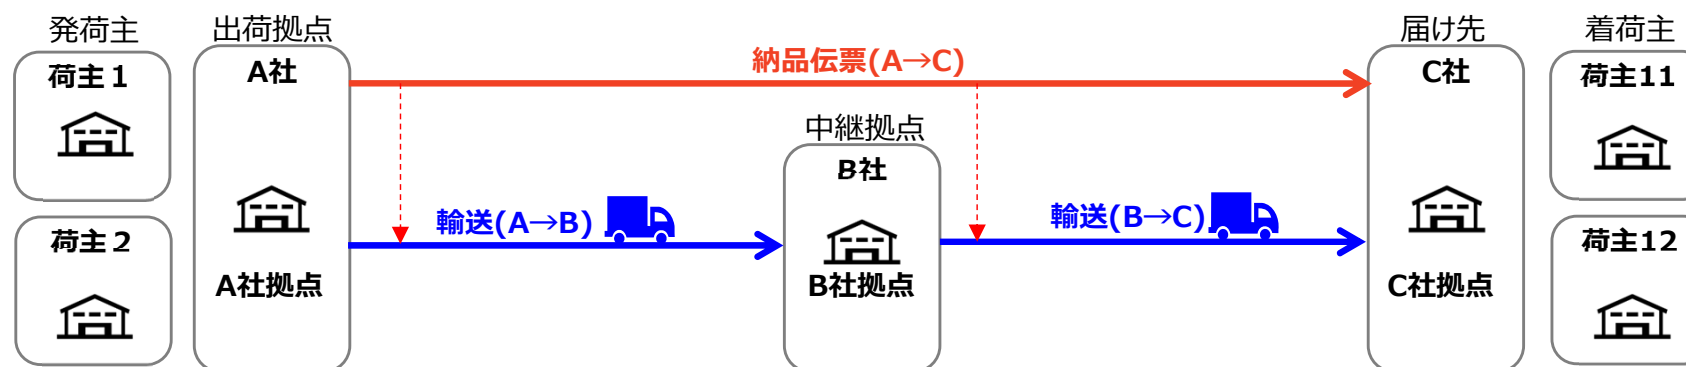 発荷主
出荷拠点
届け先
着荷主
荷主１
A社
納品伝票(A→C)
C社
荷主11
中継拠点
B社
輸送(A→B)
輸送(B→C)
荷主２
荷主12
A社拠点
B社拠点
C社拠点